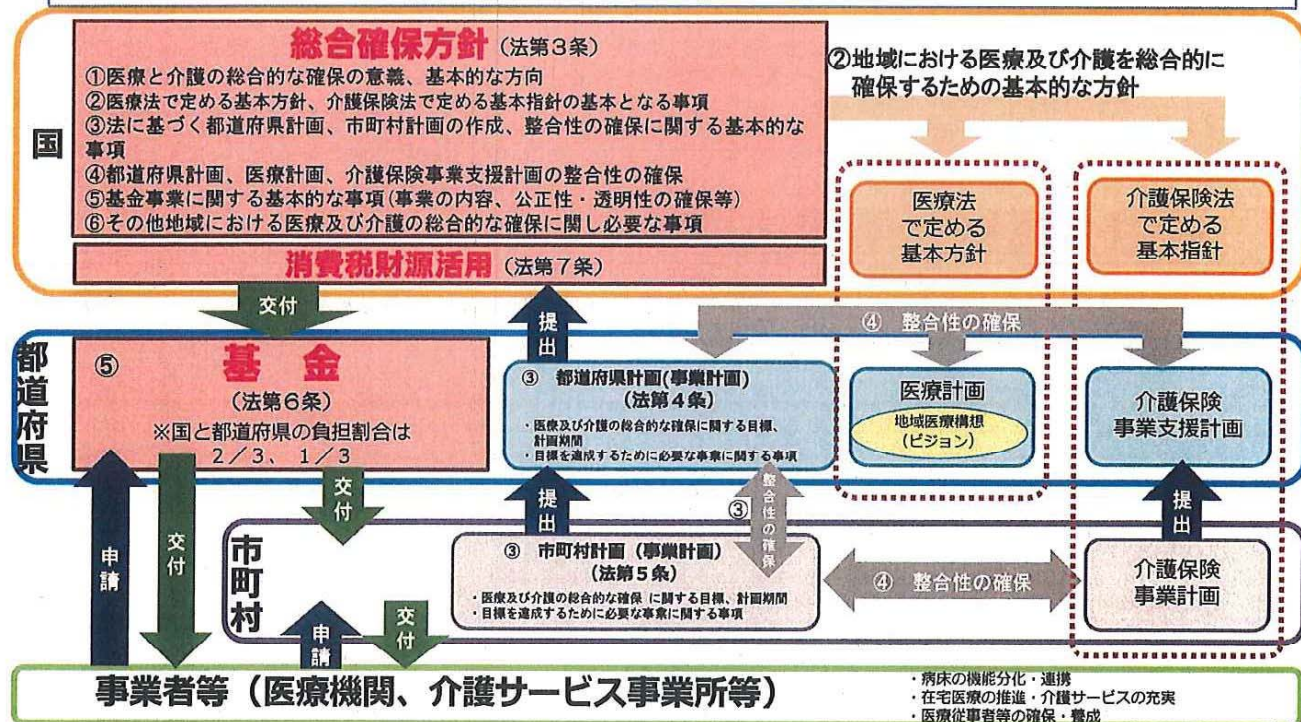 国
総合確保方針(法第3条)
①医療と介護の総合的な確保の意義、基本的な方向
②医療法で定める基本方針、介護保険法で定める基本指針の基本となる事項
③法に基づく都道府県計画、市町村計画の作成、整合性の確保に関する基本的な
事項
④都道府県計画、医療計画、介護保険事業支援計画の整合性の確保
⑤基金事業に関する基本的な事項(事業の内容、公正性・透明性の確保等)
⑥その他地域における医療及び介護の総合的な確保に関し必要な事項
消費税財源活用(法第7条)
②地域における医療及び介護を総合的に
確保するための基本的な方針
医療法
で定める
基本方針
介護保険法
で定める
基本指針
交付
提出
④ 整合性の確保
都道府県
⑤
基金
(法第6条)
※国と都道府県の負担割合は
2/3、1/3
③ 都道府県計画(事業計画)
(法第4条)
・医療及び介護の総合的な確保に関する目標、
計画期間
・目標を達成するために必要な事業に関する事項
医療計画
地域医療構想
(ビジョン)
介護保険
事業支援計画
申請
交付
交付
提出
③
整合性の確保
提出
市町村
③ 市町村計画(事業計画)
(法第5条)
・医療及び介護の総合的な確保に関する目標、計画期間
・目標を達成するために必要な事業に関する事項
④ 整合性の確保
介護保険
事業計画
申請
交付
事業者等(医療機関、介護サービス事業所等)
・病床の機能分化・連携
・在宅医療の推進・介護サービスの充実
・医療従事者等の確保・養成